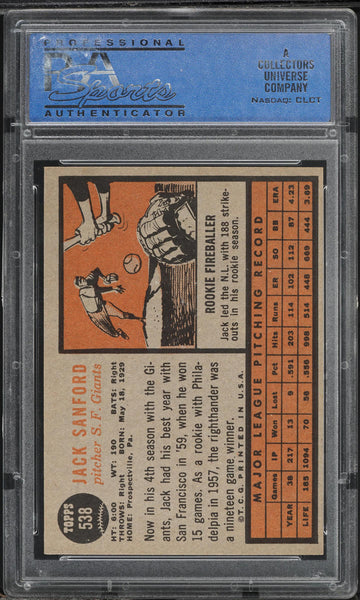 PROFESSIONAL
PSA
Sports
AUTHENTICATOR
A
COLLECTORS
UNIVERSE
COMPANY
NASDAQ: CLCT
TOPPS
538
JACK SANFORD
pitcher S. F. Giants
HT: 6:00 WT: 190 BATS: Right
THROWS: Right BORN: May 18, 1929
HOME: Prospectville, Pa.
Now in his 4th season with the Gi-
ants, Jack had his best year with
San Francisco in '59, when he won
15 games. As a rookie with Phila-
delpia in 1957, the righthander was
a nineteen game winner.
© T.C.G. PRINTED IN U.S.A.
ROOKIE FIREBALLER
Jack led the N.L. with 188 strike-
outs in his rookie season.
MAJOR LEAGUE PITCHING RECORD
Games IP Won Lost Pct Hits Runs ER SO BB ERA
YEAR 38 217 13 9 .591 203 114 102 112 87 4.23
LIFE 185 1094 70 58 .556 998 514 448 669 444 3.69